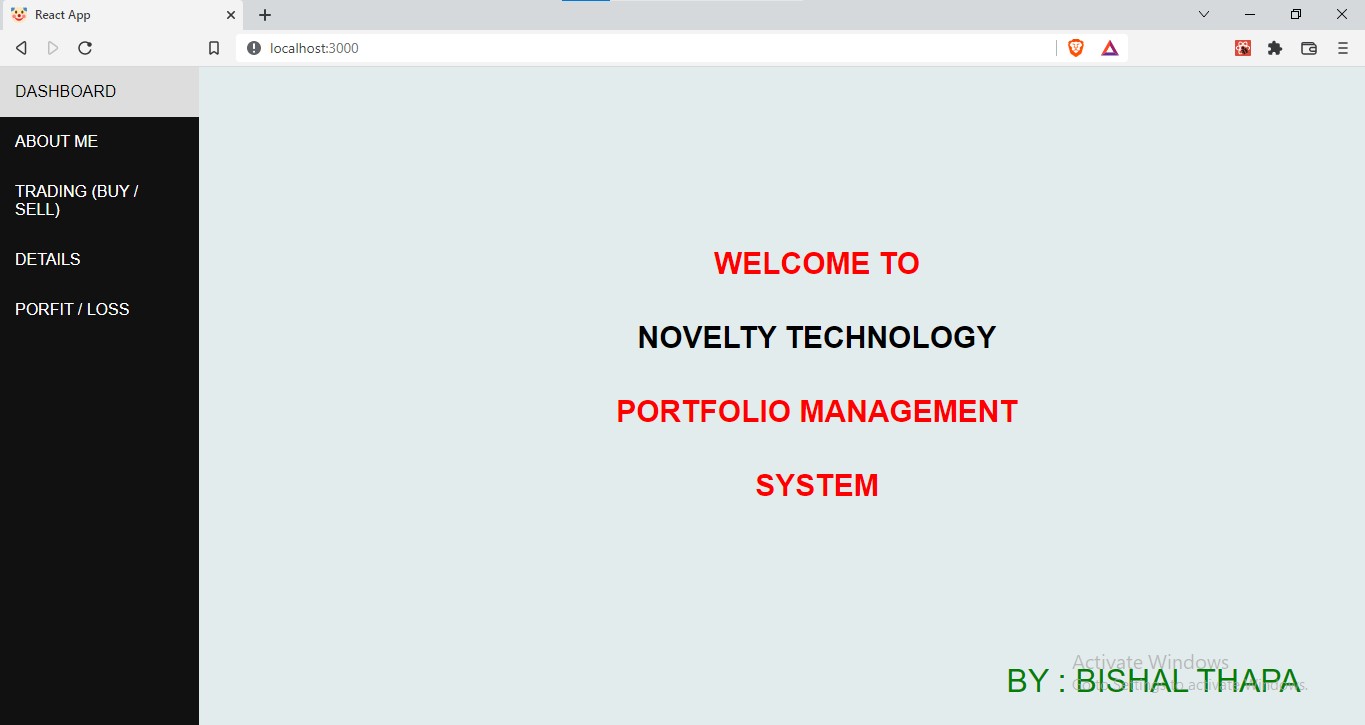 React App
localhost:3000
DASHBOARD
ABOUT ME
TRADING (BUY /
SELL)
DETAILS
PORFIT / LOSS
WELCOME TO
NOVELTY TECHNOLOGY
PORTFOLIO MANAGEMENT
SYSTEM
Activate Windows
Go to Settings to activate Windows.
BY : BISHAL THAPA